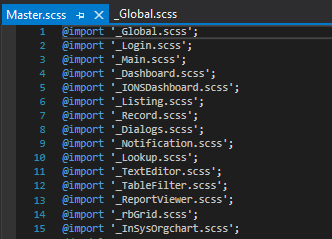 Master.scss _Global.scss
1 @import '_Global.scss';
2 @import '_Login.scss';
3 @import '_Main.scss';
4 @import '_Dashboard.scss';
5 @import '_IONSDashboard.scss';
6 @import '_Listing.scss';
7 @import '_Record.scss';
8 @import '_Dialogs.scss';
9 @import '_Notification.scss';
10 @import '_Lookup.scss';
11 @import '_TextEditor.scss';
12 @import '_TableFilter.scss';
13 @import '_ReportViewer.scss';
14 @import '_rbGrid.scss';
15 @import '_InSysOrgchart.scss';